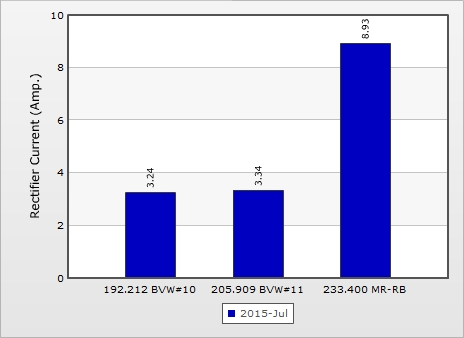 10
8
6
4
2
0
Rectifier Current (Amp.)
3.24
3.34
8.93
192.212 BVW#10
205.909 BVW#11
233.400 MR-RB
2015-Jul